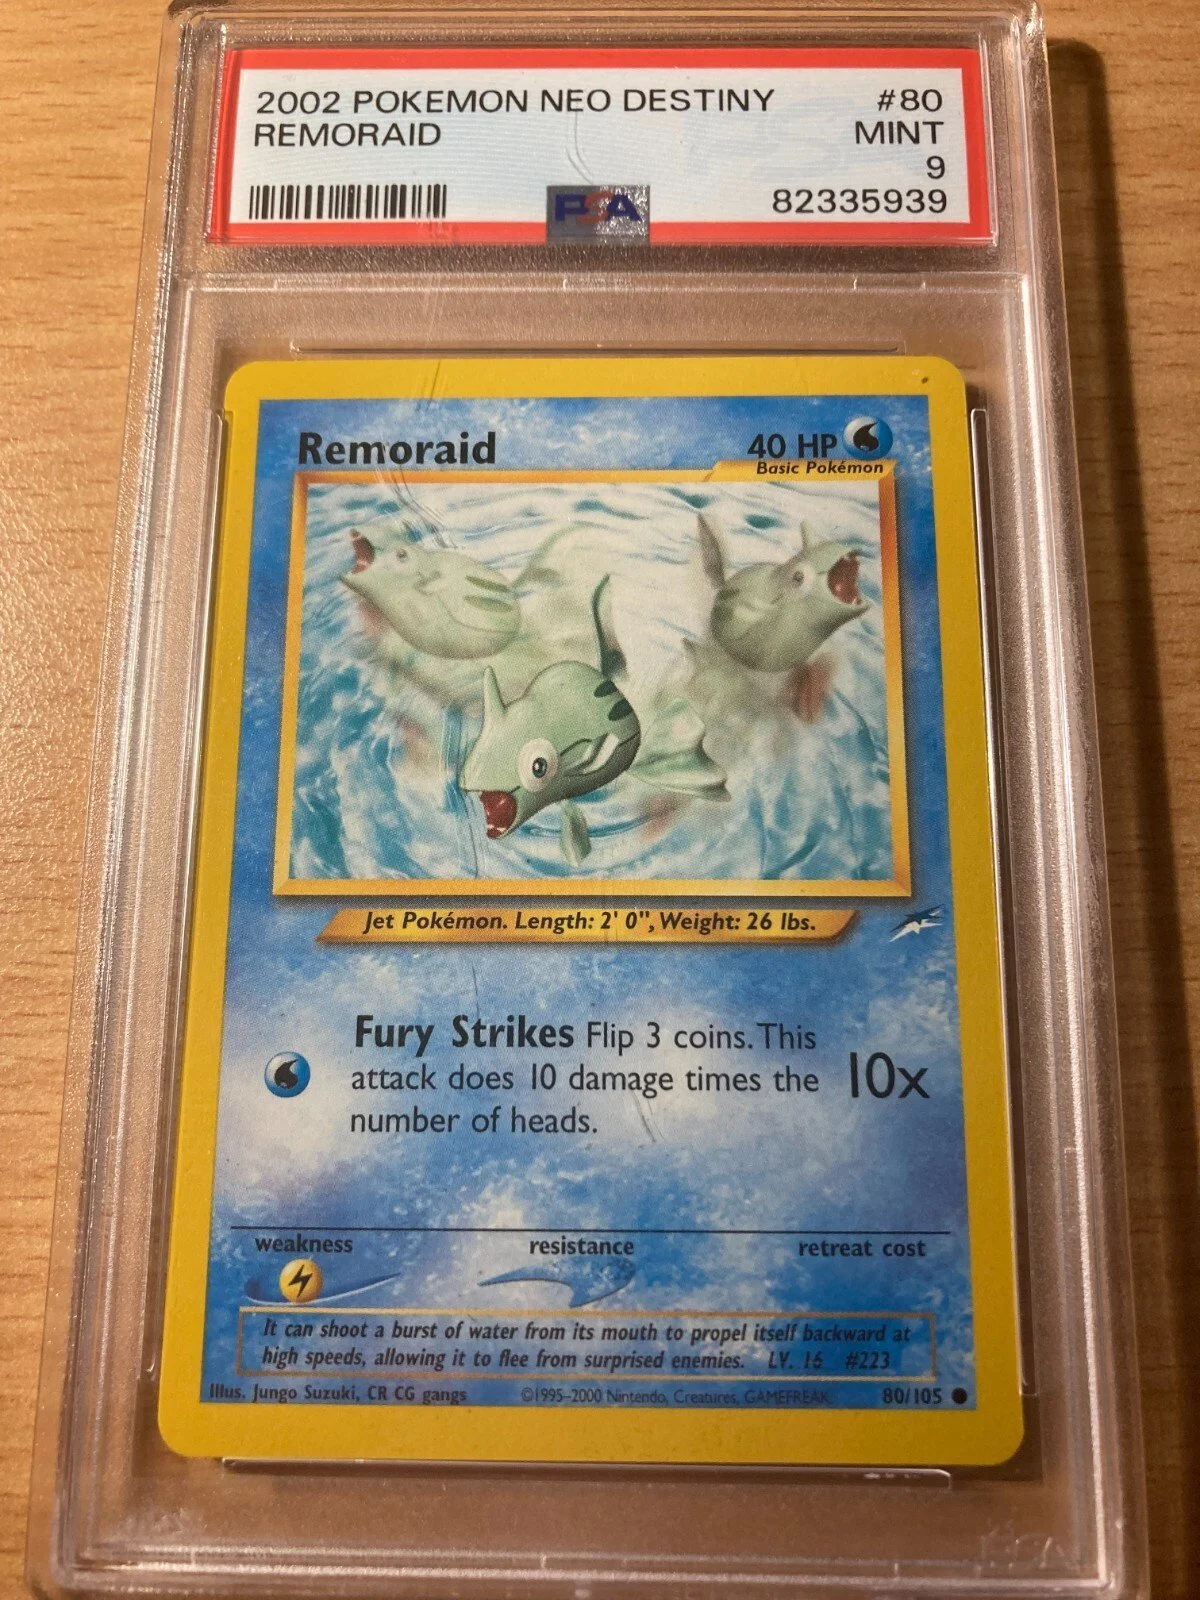 2002 POKEMON NEO DESTINY #80
REMORAID MINT
9
PSA 82335939
Remoraid 40 HP
Basic Pokémon
Jet Pokémon. Length: 2' 0", Weight: 26 lbs.
Fury Strikes Flip 3 coins. This
attack does 10 damage times the 10x
number of heads.
weakness resistance retreat cost
It can shoot a burst of water from its mouth to propel itself backward at
high speeds, allowing it to flee from surprised enemies. LV. 16 #223
Illus. Jungo Suzuki, CR CG gangs ©1995–2000 Nintendo, Creatures, GAMEFREAK. 80/105